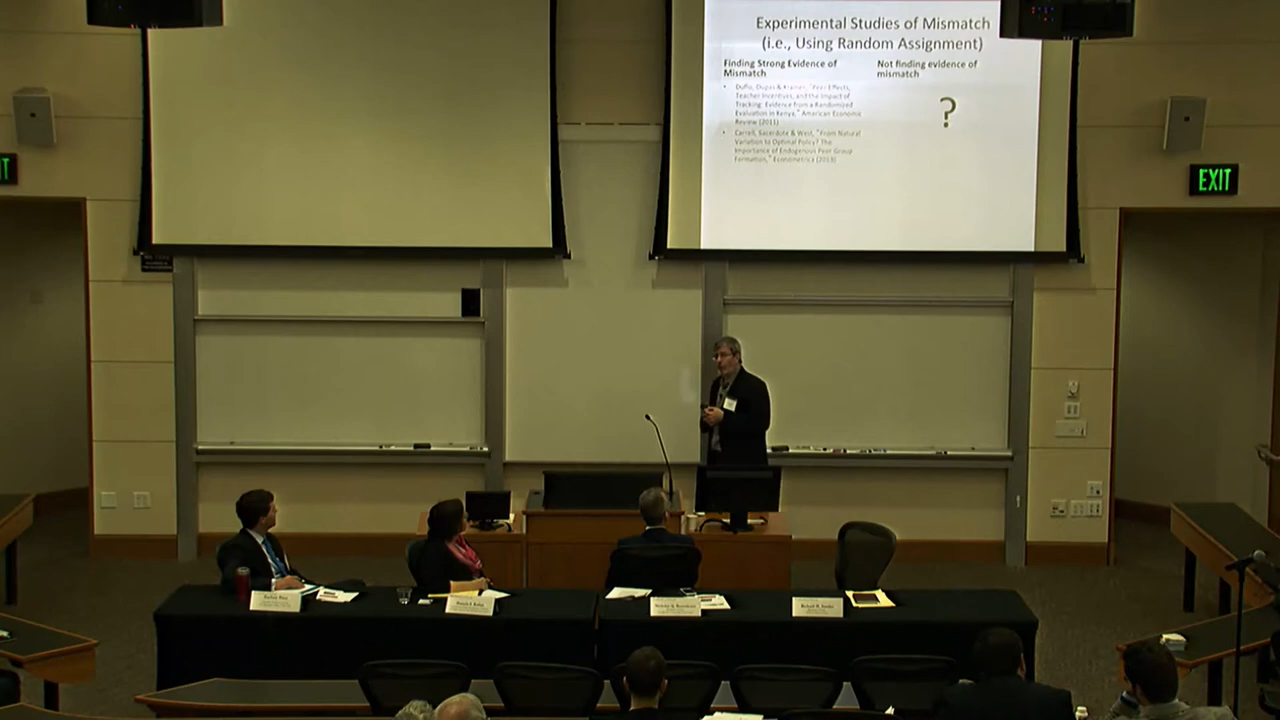 Experimental Studies of Mismatch
(i.e., Using Random Assignment)
Finding Strong Evidence of
Mismatch
• Duflo, Dupas & Kramer, "Peer Effects,
Teacher Incentives, and the Impact of
Tracking: Evidence from a Randomized
Evaluation in Kenya," American Economic
Review (2011)
• Carrell, Sacerdote & West, "From Natural
Variation to Optimal Policy? The
Importance of Endogenous Peer Group
Formation," Econometrica (2013)
Not finding evidence of
mismatch
?
IT
EXIT